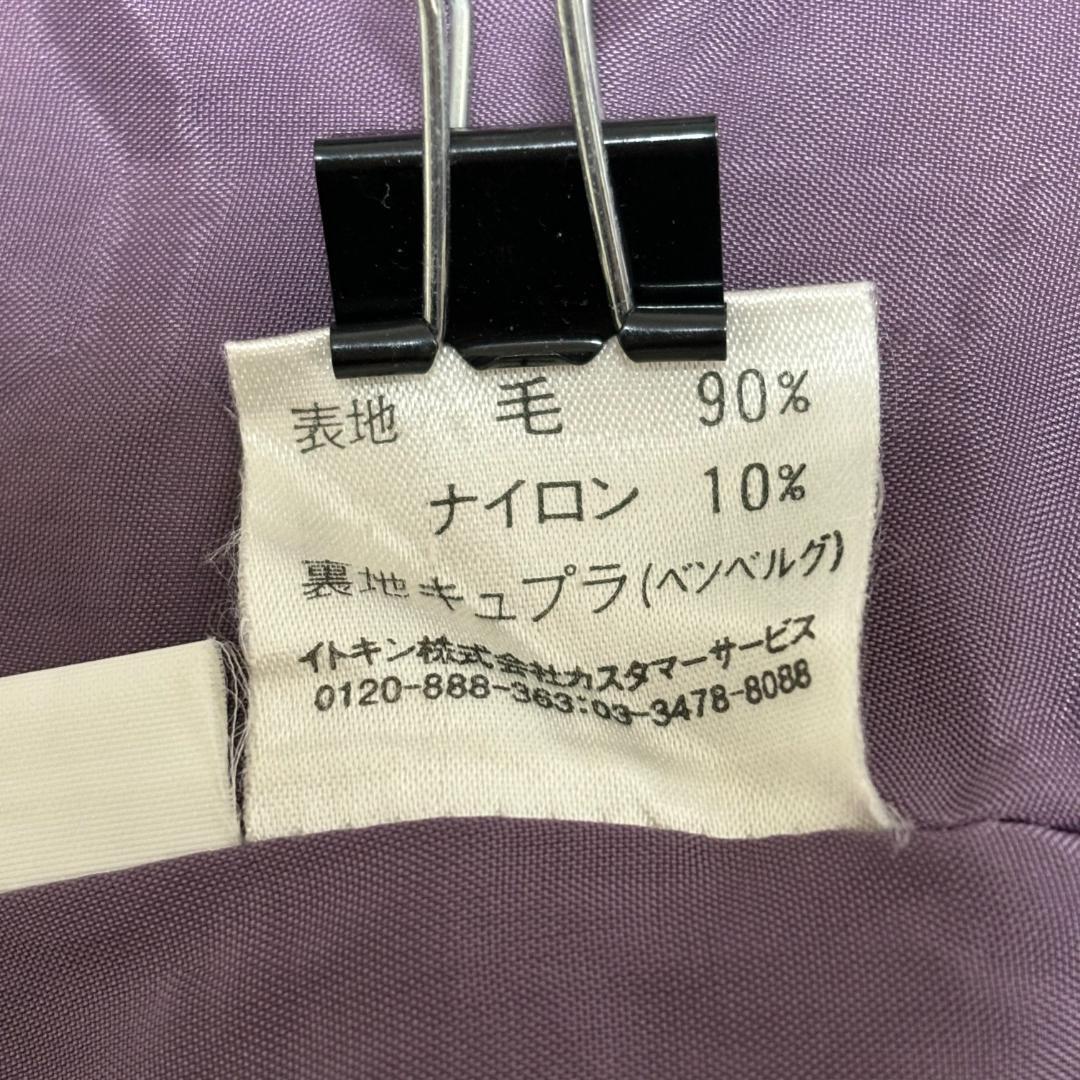 表地 毛 90%
ナイロン 10%
裏地キュプラ(ベンベルグ)
イトキン株式会社カスタマーサービス
0120-888-363:03-3478-8088